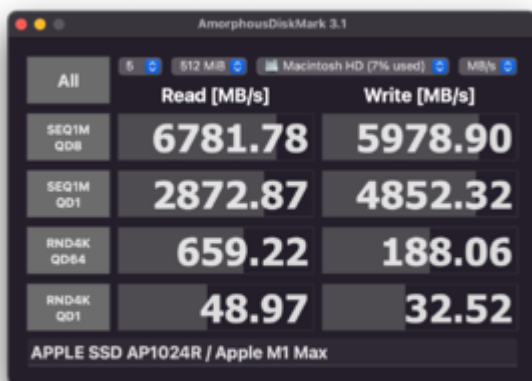 AmorphousDiskMark 3.1
All
5 512 MiB Macintosh HD (7% used) MB/s
Read [MB/s] Write [MB/s]
SEQ1M QD8 6781.78 5978.90
SEQ1M QD1 2872.87 4852.32
RND4K QD64 659.22 188.06
RND4K QD1 48.97 32.52
APPLE SSD AP1024R / Apple M1 Max